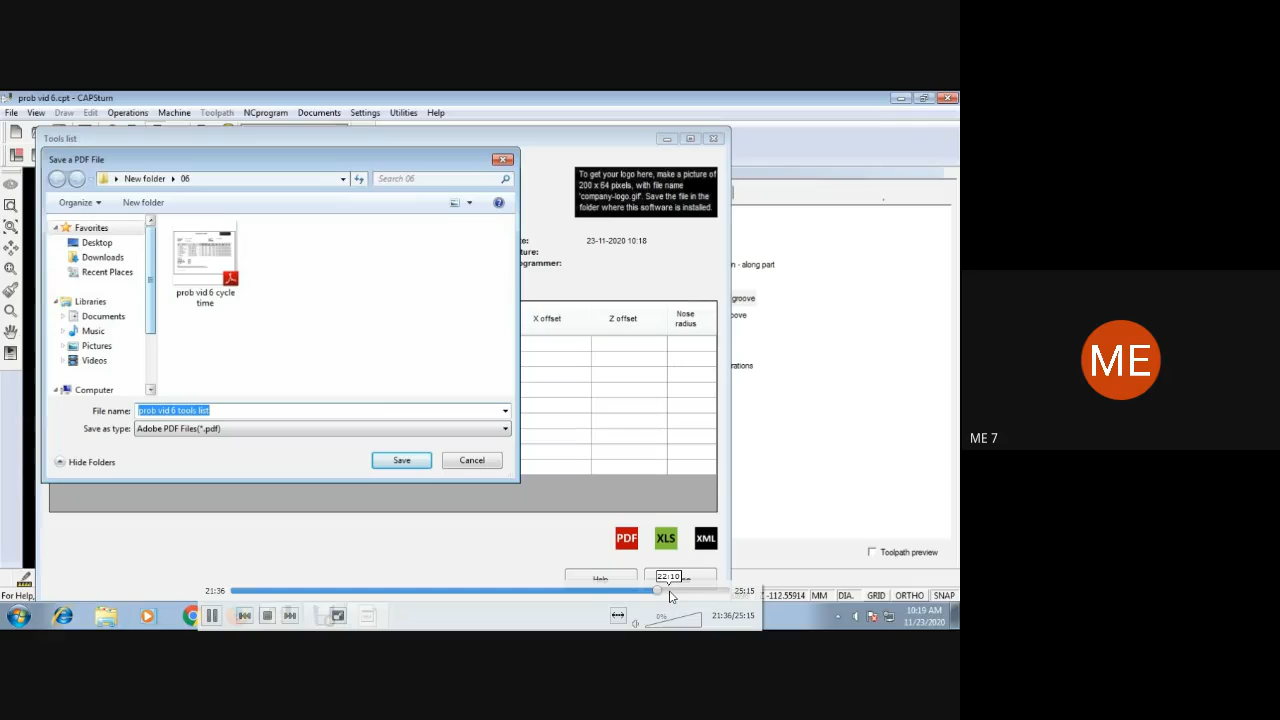 prob vid 6.cpt - CAPSturn
File View Draw Edit Operations Machine Toolpath NCprogram Documents Settings Utilities Help
Tools list
Save a PDF File
New folder 06
Search 06
Organize New folder
To get your logo here, make a picture of
200 x 64 pixels, with file name
'company-logo.gif'. Save the file in the
folder where this software is installed.
Favorites
Desktop
Downloads
Recent Places
Libraries
Documents
Music
Pictures
Videos
Computer
prob vid 6 cycle
time
23-11-2020 10:18
n - along part
groove
X offset Z offset Nose
radius
File name: prob vid 6 tools list
Save as type: Adobe PDF Files(*.pdf)
Hide Folders Save Cancel
PDF XLS XML
Toolpath preview
Help
22:10
21:36 25:15
For Help,
-112.55914 MM DIA. GRID ORTHO SNAP
0% 21:36/25:15
10:19 AM
11/23/2020
ME
ME 7